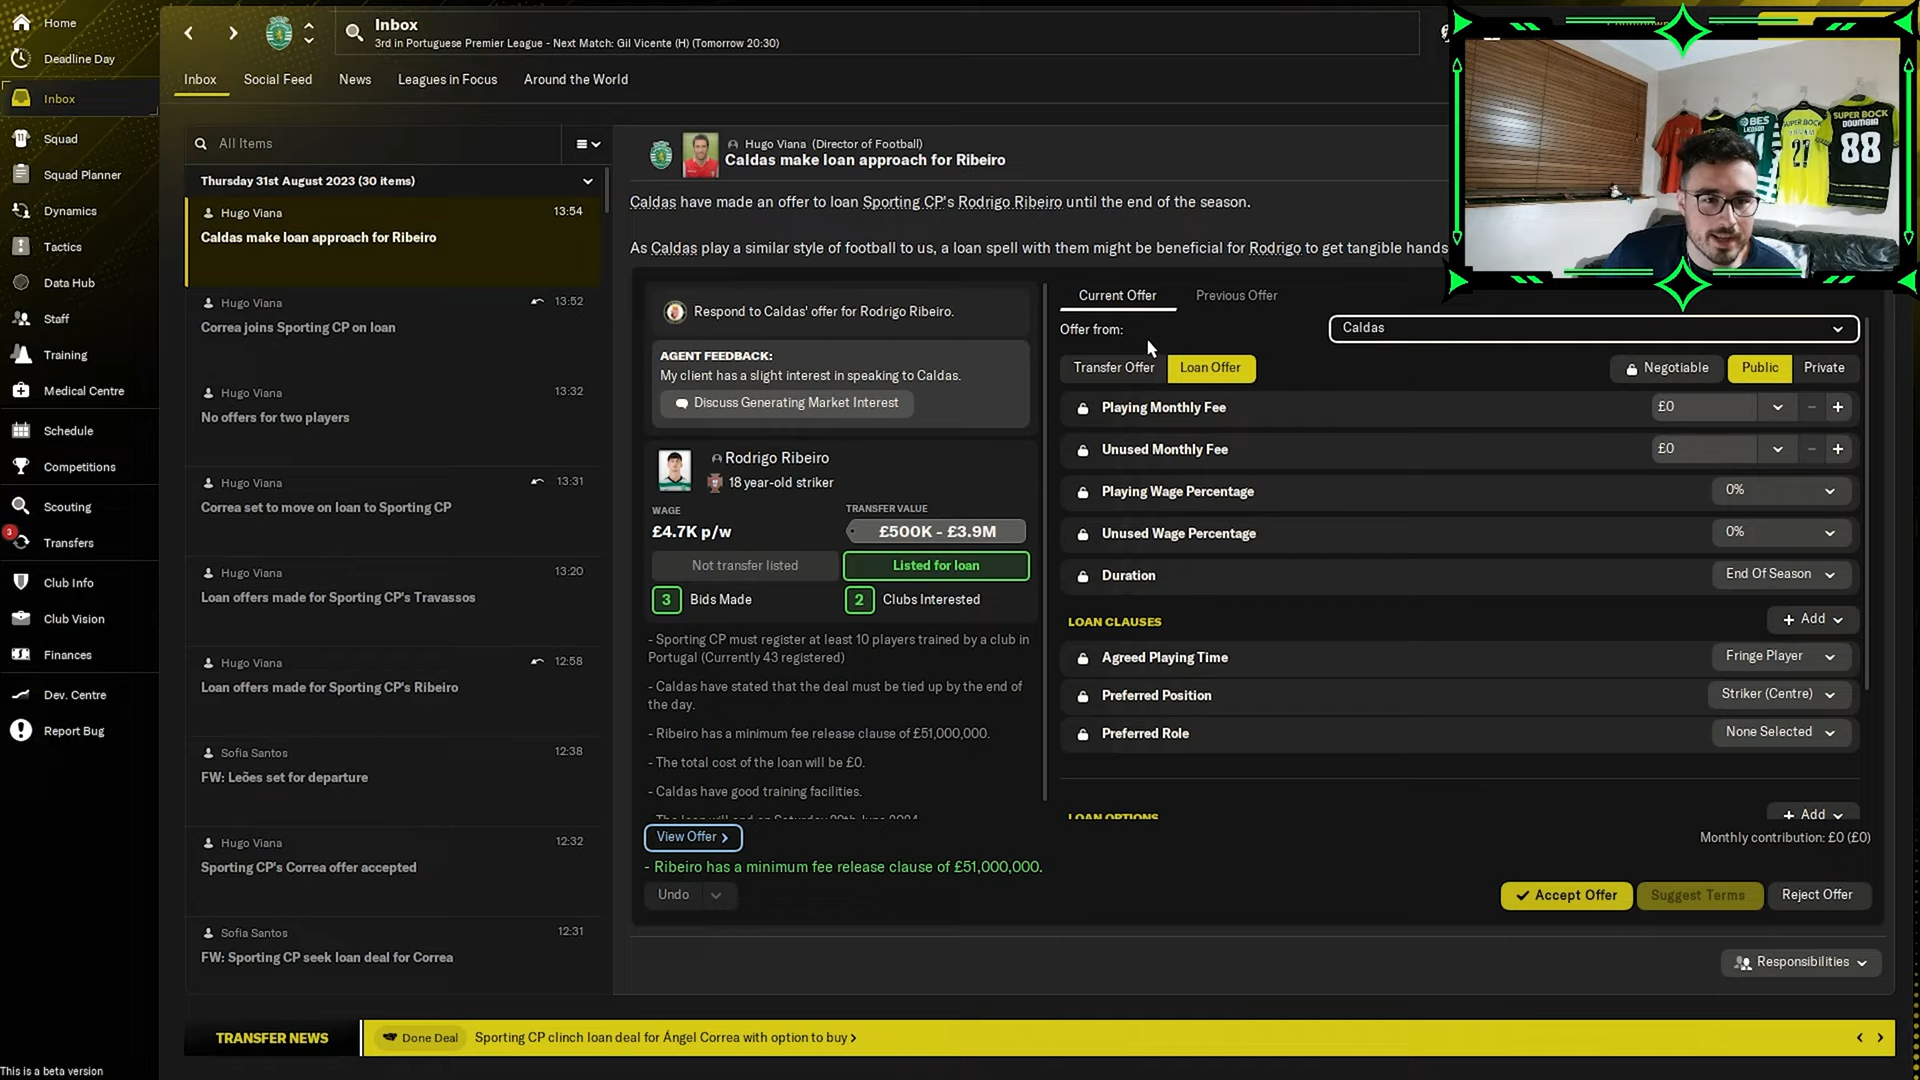 Home
Deadline Day
Inbox
Squad
Squad Planner
Dynamics
Tactics
Data Hub
Staff
Training
Medical Centre
Schedule
Competitions
Scouting
3
Transfers
Club Info
Club Vision
Finances
Dev. Centre
Report Bug
This is a beta version
Inbox
3rd in Portuguese Premier League - Next Match: Gil Vicente (H) (Tomorrow 20:30)
Inbox Social Feed News Leagues in Focus Around the World
All Items
Thursday 31st August 2023 (30 items)
Hugo Viana 13:54
Caldas make loan approach for Ribeiro
Hugo Viana 13:52
Correa joins Sporting CP on loan
Hugo Viana 13:32
No offers for two players
Hugo Viana 13:31
Correa set to move on loan to Sporting CP
Hugo Viana 13:20
Loan offers made for Sporting CP's Travassos
Hugo Viana 12:58
Loan offers made for Sporting CP's Ribeiro
Sofia Santos 12:38
FW: Leões set for departure
Hugo Viana 12:32
Sporting CP's Correa offer accepted
Sofia Santos 12:31
FW: Sporting CP seek loan deal for Correa
Hugo Viana (Director of Football)
Caldas make loan approach for Ribeiro
Caldas have made an offer to loan Sporting CP's Rodrigo Ribeiro until the end of the season.
As Caldas play a similar style of football to us, a loan spell with them might be beneficial for Rodrigo to get tangible hands
Respond to Caldas' offer for Rodrigo Ribeiro.
AGENT FEEDBACK:
My client has a slight interest in speaking to Caldas.
Discuss Generating Market Interest
Rodrigo Ribeiro
18 year-old striker
WAGE TRANSFER VALUE
£4.7K p/w £500K - £3.9M
Not transfer listed Listed for loan
3 Bids Made 2 Clubs Interested
- Sporting CP must register at least 10 players trained by a club in
Portugal (Currently 43 registered)
- Caldas have stated that the deal must be tied up by the end of
the day.
- Ribeiro has a minimum fee release clause of £51,000,000.
- The total cost of the loan will be £0.
- Caldas have good training facilities.
View Offer >
- Ribeiro has a minimum fee release clause of £51,000,000.
Undo
Current Offer Previous Offer
Offer from: Caldas
Transfer Offer Loan Offer Negotiable Public Private
Playing Monthly Fee £0
Unused Monthly Fee £0
Playing Wage Percentage 0%
Unused Wage Percentage 0%
Duration End Of Season
LOAN CLAUSES + Add
Agreed Playing Time Fringe Player
Preferred Position Striker (Centre)
Preferred Role None Selected
LOAN OPTIONS + Add
Monthly contribution: £0 (£0)
Accept Offer Suggest Terms Reject Offer
Responsibilities
TRANSFER NEWS Done Deal Sporting CP clinch loan deal for Ángel Correa with option to buy >
BES
SUPER BOCK
27
SUPER BOCK
DOUMBIA
88